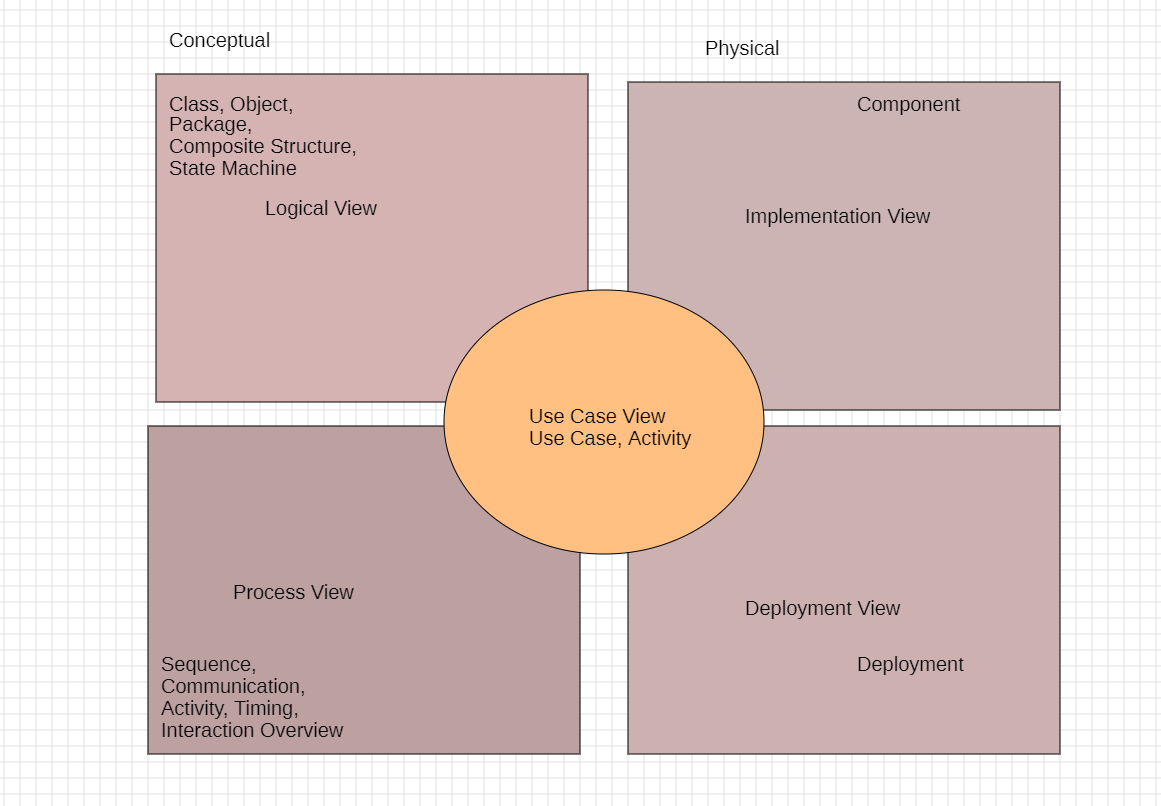 Conceptual
Physical
Class, Object,
Package,
Composite Structure,
State Machine
Logical View
Component
Implementation View
Use Case View
Use Case, Activity
Process View
Sequence,
Communication,
Activity, Timing,
Interaction Overview
Deployment View
Deployment